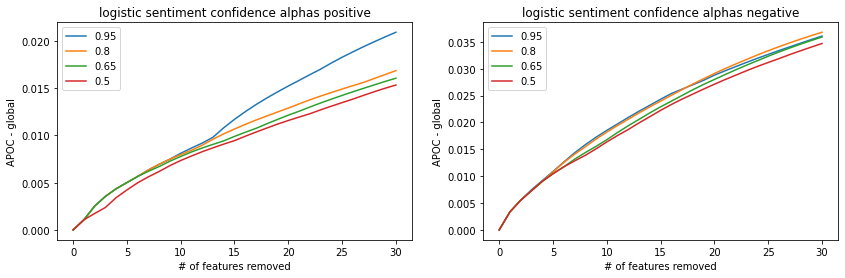 logistic sentiment confidence alphas positive
0.95
0.8
0.65
0.5
0.020
0.015
0.010
0.005
0.000
APOC - global
0 5 10 15 20 25 30
# of features removed
logistic sentiment confidence alphas negative
0.95
0.8
0.65
0.5
0.035
0.030
0.025
0.020
0.015
0.010
0.005
0.000
APOC - global
0 5 10 15 20 25 30
# of features removed